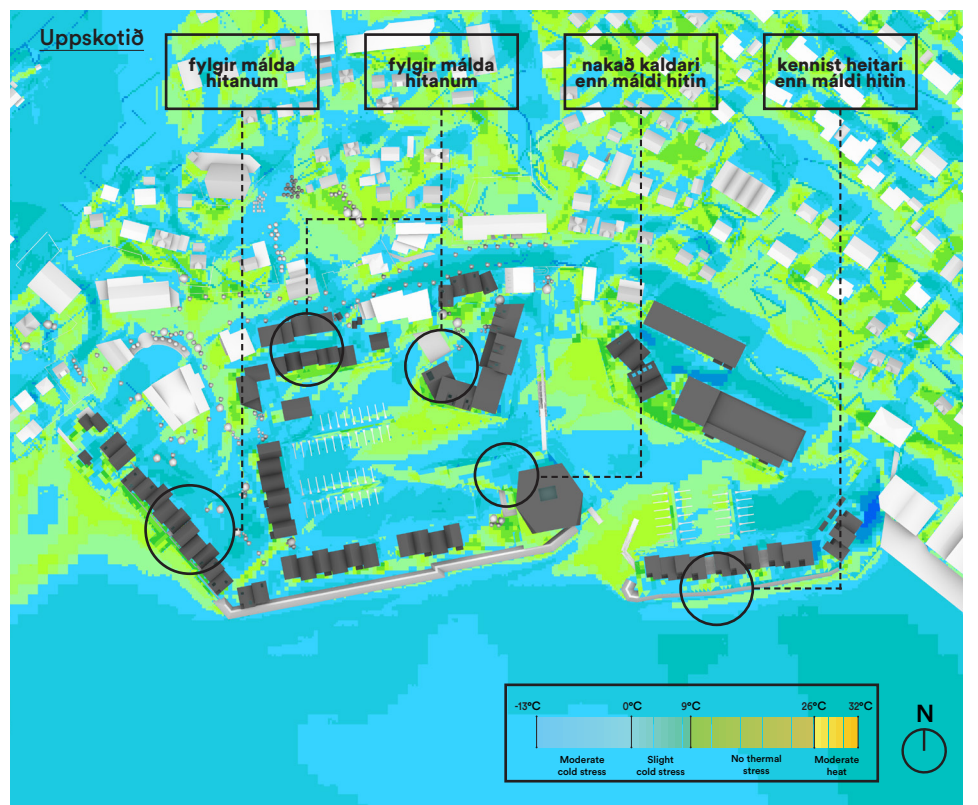 Uppskotið
fylgir málda
hitanum
fylgir málda
hitanum
nakað kaldari
enn máldi hitin
kennist heitari
enn máldi hitin
-13°C 0°C 9°C 26°C 32°C
Moderate
cold stress
Slight
cold stress
No thermal
stress
Moderate
heat
N